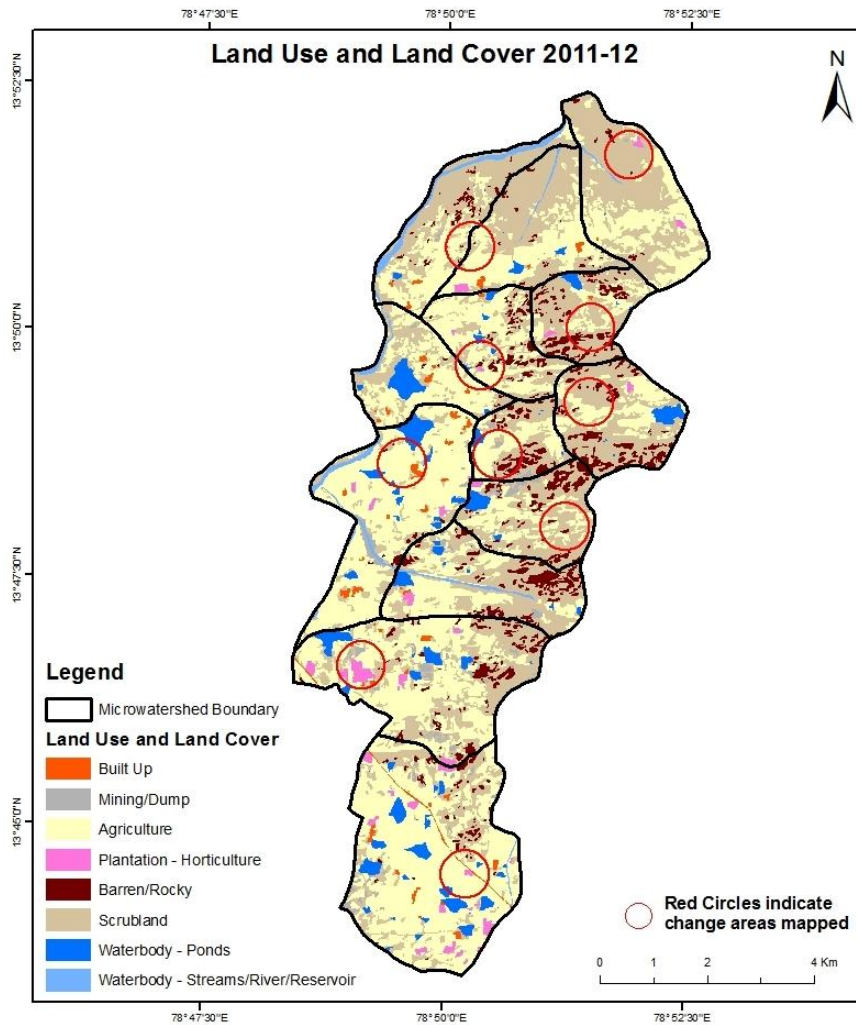 78°47'30"E
78°50'0"E
78°52'30"E
Land Use and Land Cover 2011-12
N
13°52'30"N
13°50'0"N
13°47'30"N
13°45'0"N
Legend
Microwatershed Boundary
Land Use and Land Cover
Built Up
Mining/Dump
Agriculture
Plantation - Horticulture
Barren/Rocky
Scrubland
Waterbody - Ponds
Waterbody - Streams/River/Reservoir
Red Circles indicate
change areas mapped
0 1 2 4 Km
78°47'30"E
78°50'0"E
78°52'30"E